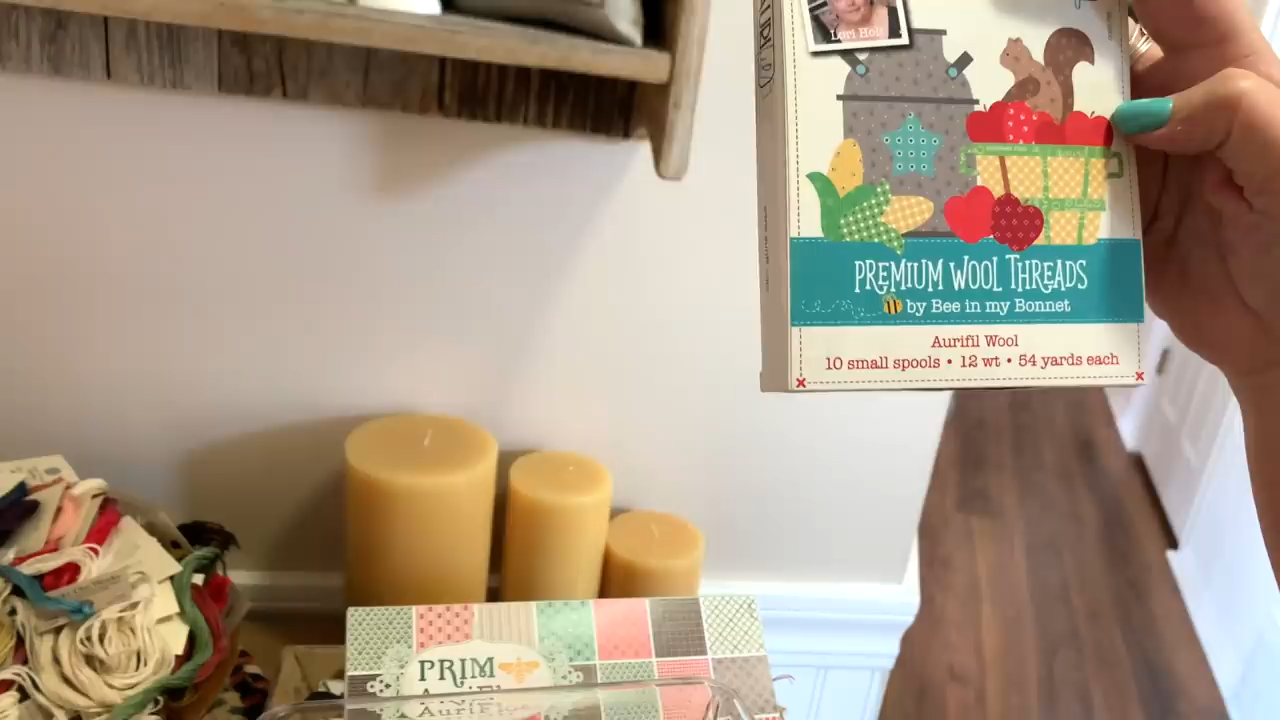 Lori Holt
PREMIUM WOOL THREADS
by Bee in my Bonnet
Aurifil Wool
10 small spools • 12 wt • 54 yards each
PRIM